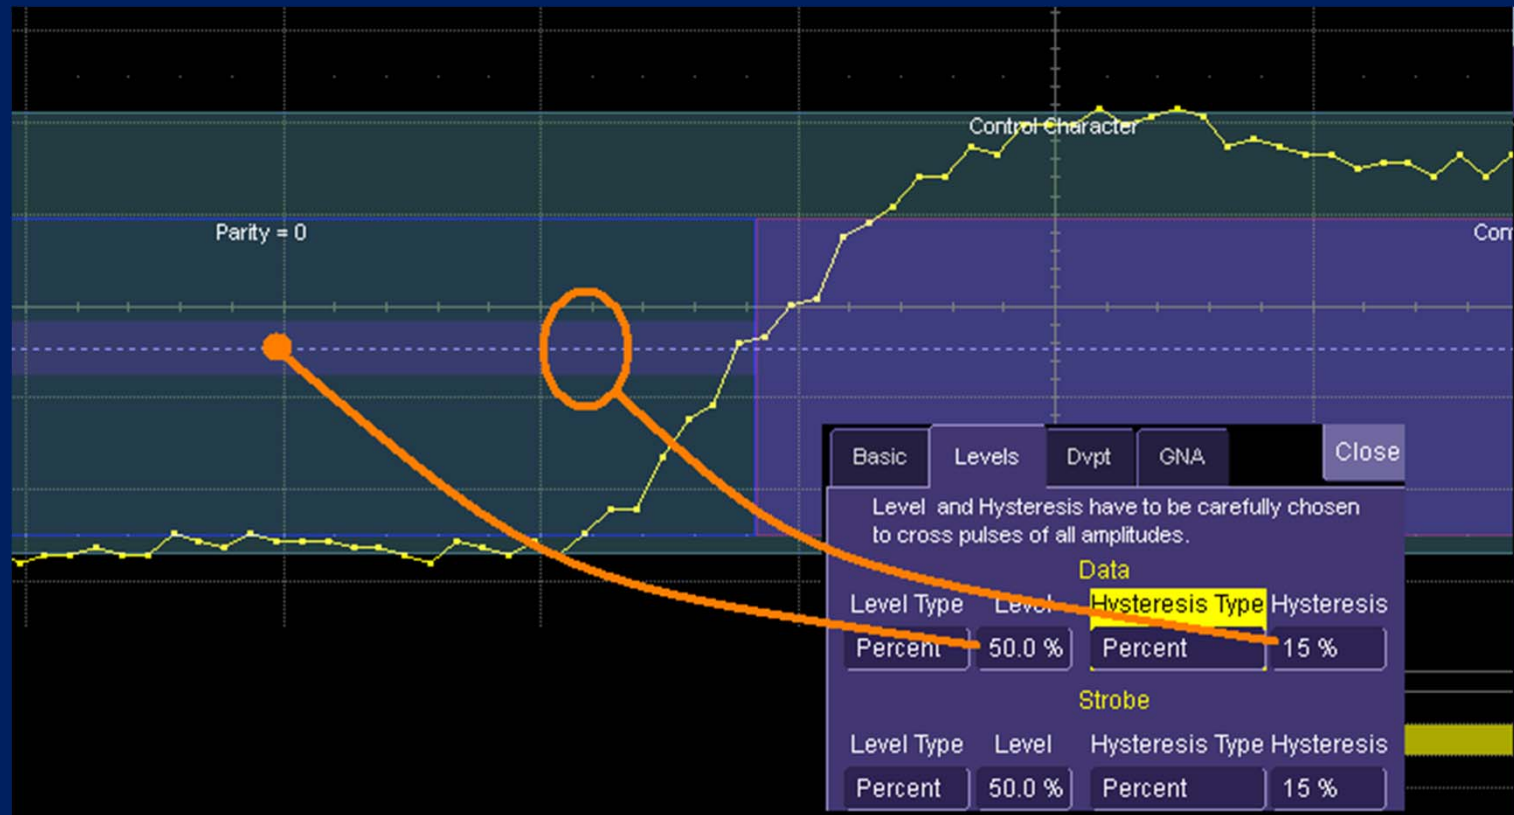 Control Character
Parity = 0
Con
Basic Levels Dvpt GNA Close
Level and Hysteresis have to be carefully chosen
to cross pulses of all amplitudes.
Data
Level Type Level Hysteresis Type Hysteresis
Percent 50.0 % Percent 15 %
Strobe
Level Type Level Hysteresis Type Hysteresis
Percent 50.0 % Percent 15 %